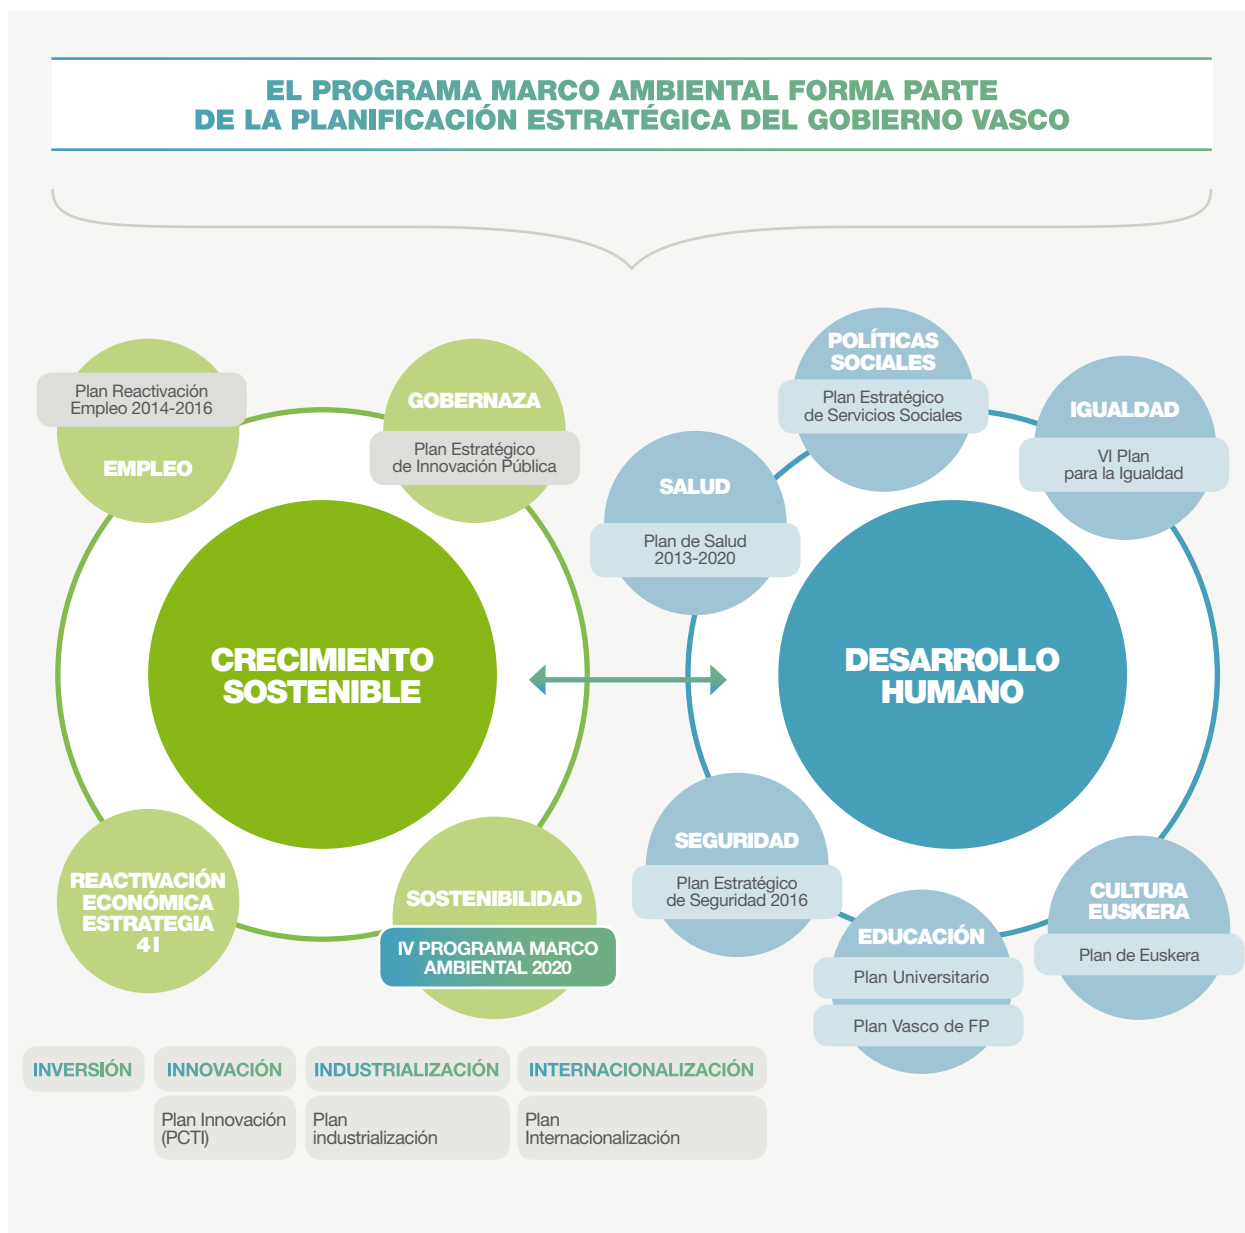 EL PROGRAMA MARCO AMBIENTAL FORMA PARTE
DE LA PLANIFICACIÓN ESTRATÉGICA DEL GOBIERNO VASCO
Plan Reactivación
Empleo 2014-2016
EMPLEO
GOBERNAZA
Plan Estratégico
de Innovación Pública
CRECIMIENTO
SOSTENIBLE
REACTIVACIÓN
ECONÓMICA
ESTRATEGIA
4 I
SOSTENIBILIDAD
IV PROGRAMA MARCO
AMBIENTAL 2020
POLÍTICAS
SOCIALES
Plan Estratégico
de Servicios Sociales
IGUALDAD
VI Plan
para la Igualdad
SALUD
Plan de Salud
2013-2020
DESARROLLO
HUMANO
SEGURIDAD
Plan Estratégico
de Seguridad 2016
EDUCACIÓN
Plan Universitario
Plan Vasco de FP
CULTURA
EUSKERA
Plan de Euskera
INVERSIÓN
INNOVACIÓN
Plan Innovación
(PCTI)
INDUSTRIALIZACIÓN
Plan
industrialización
INTERNACIONALIZACIÓN
Plan
Internacionalización